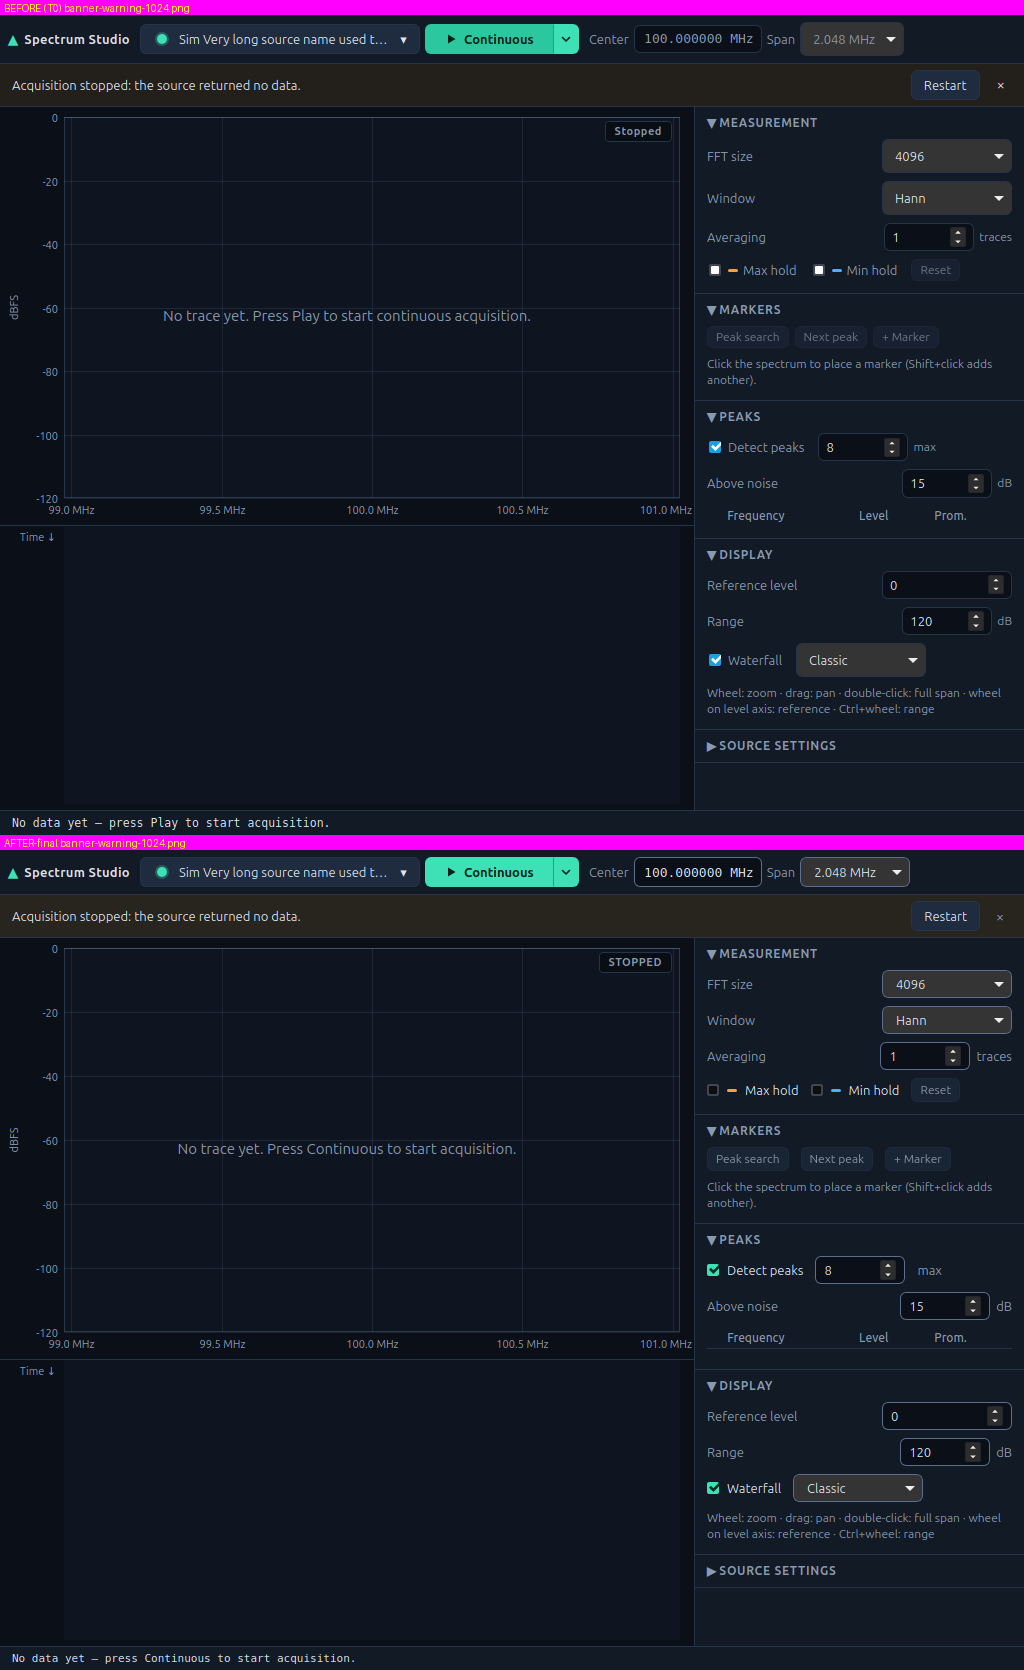 BEFORE (T0) banner-warning-1024.png
▲ Spectrum Studio Sim Very long source name used t... ▾ Continuous Center 100.000000 MHz Span 2.048 MHz
Acquisition stopped: the source returned no data. Restart ×
0
Stopped
-20
-40
-60
-80
-100
-120
dBFS
No trace yet. Press Play to start continuous acquisition.
99.0 MHz 99.5 MHz 100.0 MHz 100.5 MHz 101.0 MHz
Time ↓
▼ MEASUREMENT
FFT size 4096
Window Hann
Averaging 1 traces
Max hold Min hold Reset
▼ MARKERS
Peak search Next peak + Marker
Click the spectrum to place a marker (Shift+click adds
another).
▼ PEAKS
Detect peaks 8 max
Above noise 15 dB
Frequency Level Prom.
▼ DISPLAY
Reference level 0
Range 120 dB
Waterfall Classic
Wheel: zoom · drag: pan · double-click: full span · wheel
on level axis: reference · Ctrl+wheel: range
▶ SOURCE SETTINGS
No data yet — press Play to start acquisition.
AFTER-final banner-warning-1024.png
▲ Spectrum Studio Sim Very long source name used t... ▾ Continuous Center 100.000000 MHz Span 2.048 MHz
Acquisition stopped: the source returned no data. Restart ×
0
STOPPED
-20
-40
-60
-80
-100
-120
dBFS
No trace yet. Press Continuous to start acquisition.
99.0 MHz 99.5 MHz 100.0 MHz 100.5 MHz 101.0 MHz
Time ↓
▼ MEASUREMENT
FFT size 4096
Window Hann
Averaging 1 traces
Max hold Min hold Reset
▼ MARKERS
Peak search Next peak + Marker
Click the spectrum to place a marker (Shift+click adds
another).
▼ PEAKS
Detect peaks 8 max
Above noise 15 dB
Frequency Level Prom.
▼ DISPLAY
Reference level 0
Range 120 dB
Waterfall Classic
Wheel: zoom · drag: pan · double-click: full span · wheel
on level axis: reference · Ctrl+wheel: range
▶ SOURCE SETTINGS
No data yet — press Continuous to start acquisition.